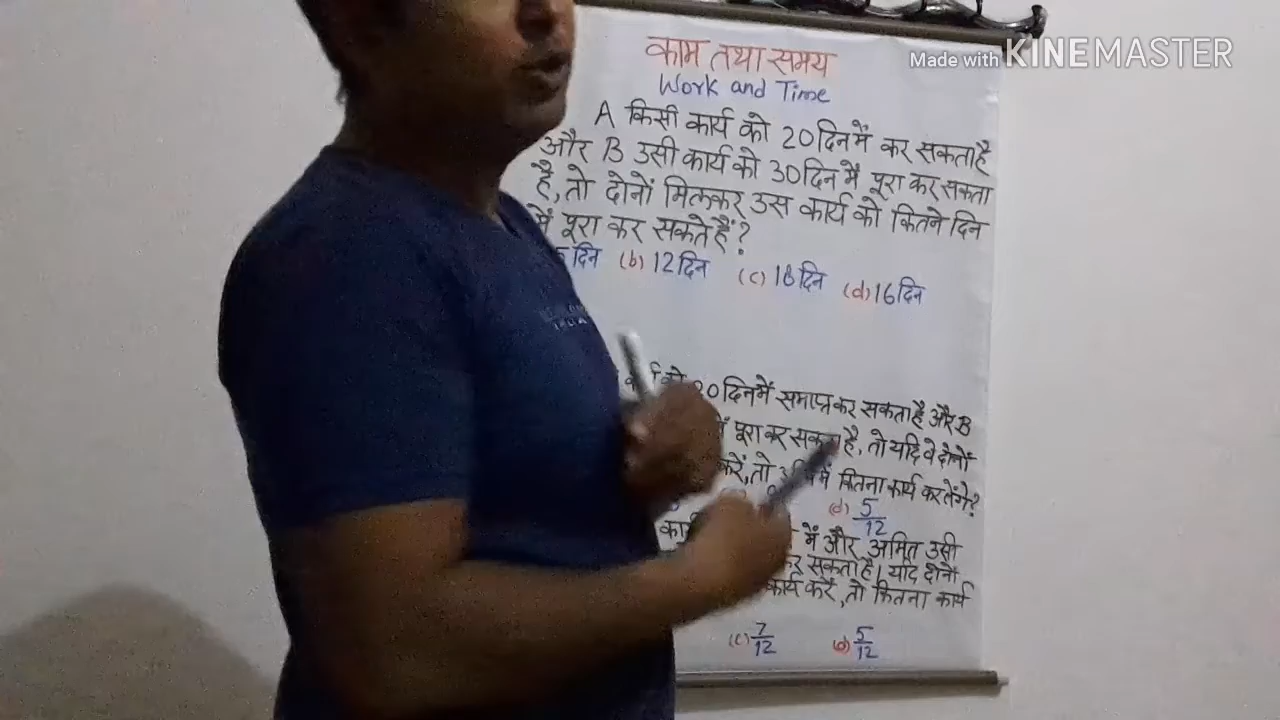 Made with KINEMASTER
काम तथा समय
Work and Time
A किसी कार्य को 20 दिन में कर सकता है
और B उसी कार्य को 30 दिन में पूरा कर सकता
है, तो दोनों मिलकर उस कार्य को कितने दिन
में पूरा कर सकते हैं?
दिन (b) 12 दिन (c) 18 दिन (d) 16 दिन
को 20 दिन में समाप्त कर सकता है और B
पूरा कर सकता है, तो यदि वे दोनों
करें, तो में कितना कार्य कर लेंगे?
(d) 5/12
में और अमित उसी
कर सकता है। यदि दोनों
कार्य करें, तो कितना कार्य
(c) 7/12 (d) 5/12